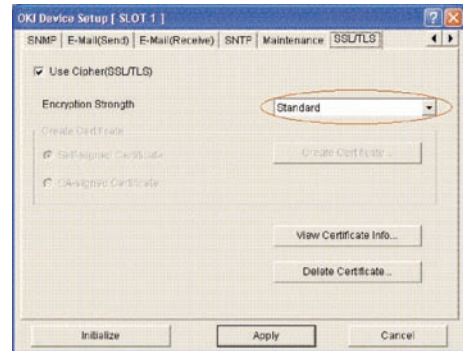 OKI Device Setup [ SLOT 1 ]
SNMP E-Mail(Send) E-Mail(Receive) SNTP Maintenance SSL/TLS
Use Cipher(SSL/TLS)
Encryption Strength Standard
Create Certificate
Self-signed Certificate Create Certificate...
CA-signed Certificate
View Certificate Info...
Delete Certificate...
Initialize Apply Cancel